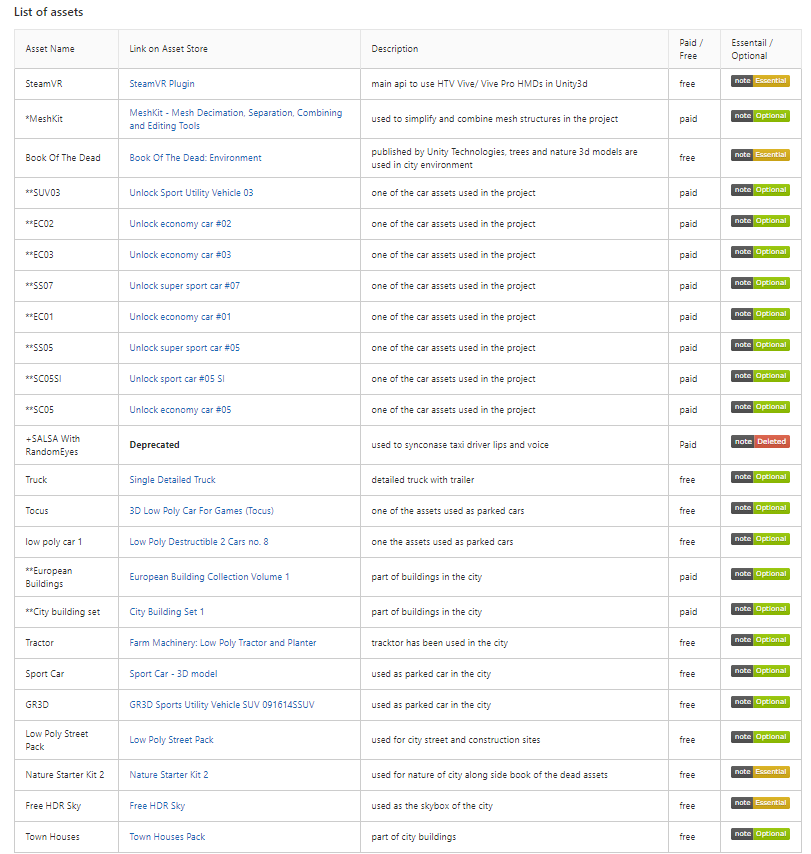 List of assets
Asset Name Link on Asset Store Description Paid / Free Essentail / Optional
SteamVR SteamVR Plugin main api to use HTV Vive/ Vive Pro HMDs in Unity3d free note Essential
*MeshKit MeshKit - Mesh Decimation, Separation, Combining and Editing Tools used to simplify and combine mesh structures in the project paid note Optional
Book Of The Dead Book Of The Dead: Environment published by Unity Technologies, trees and nature 3d models are used in city environment free note Essential
**SUV03 Unlock Sport Utility Vehicle 03 one of the car assets used in the project paid note Optional
**EC02 Unlock economy car #02 one of the car assets used in the project paid note Optional
**EC03 Unlock economy car #03 one of the car assets used in the project paid note Optional
**SS07 Unlock super sport car #07 one of the car assets used in the project paid note Optional
**EC01 Unlock economy car #01 one of the car assets used in the project paid note Optional
**SS05 Unlock super sport car #05 one of the car assets used in the project paid note Optional
**SC05SI Unlock sport car #05 SI one of the car assets used in the project paid note Optional
**SC05 Unlock economy car #05 one of the car assets used in the project paid note Optional
+SALSA With RandomEyes Deprecated used to synconase taxi driver lips and voice Paid note Deleted
Truck Single Detailed Truck detailed truck with trailer free note Optional
Tocus 3D Low Poly Car For Games (Tocus) one of the assets used as parked cars free note Optional
low poly car 1 Low Poly Destructible 2 Cars no. 8 one the assets used as parked cars free note Optional
**European Buildings European Building Collection Volume 1 part of buildings in the city paid note Optional
**City building set City Building Set 1 part of buildings in the city paid note Optional
Tractor Farm Machinery: Low Poly Tractor and Planter tracktor has been used in the city free note Optional
Sport Car Sport Car - 3D model used as parked car in the city free note Optional
GR3D GR3D Sports Utility Vehicle SUV 091614SSUV used as parked car in the city free note Optional
Low Poly Street Pack Low Poly Street Pack used for city street and construction sites free note Optional
Nature Starter Kit 2 Nature Starter Kit 2 used for nature of city along side book of the dead assets free note Essential
Free HDR Sky Free HDR Sky used as the skybox of the city free note Essential
Town Houses Town Houses Pack part of city buildings free note Optional